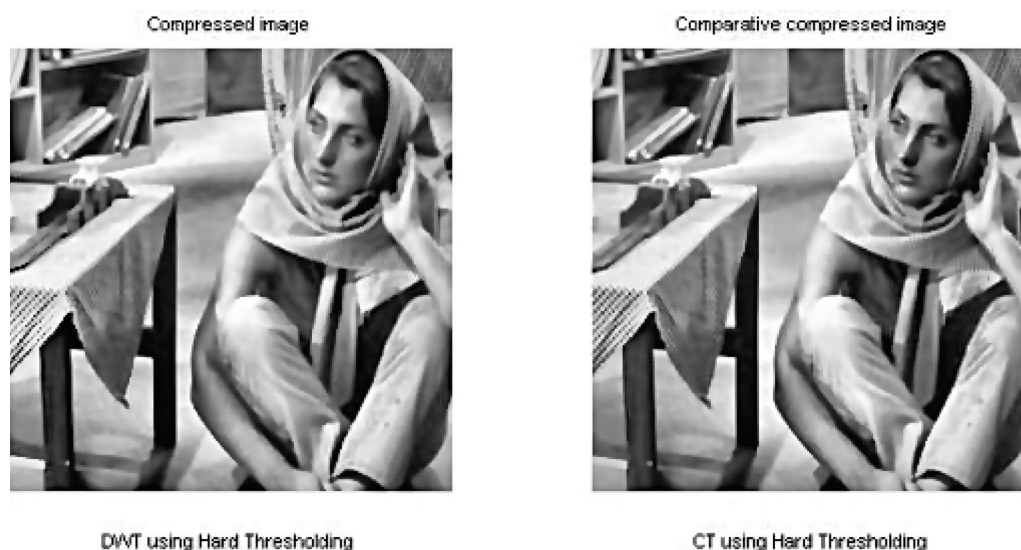 Compressed image
Comparative compressed image
DWT using Hard Thresholding
CT using Hard Thresholding